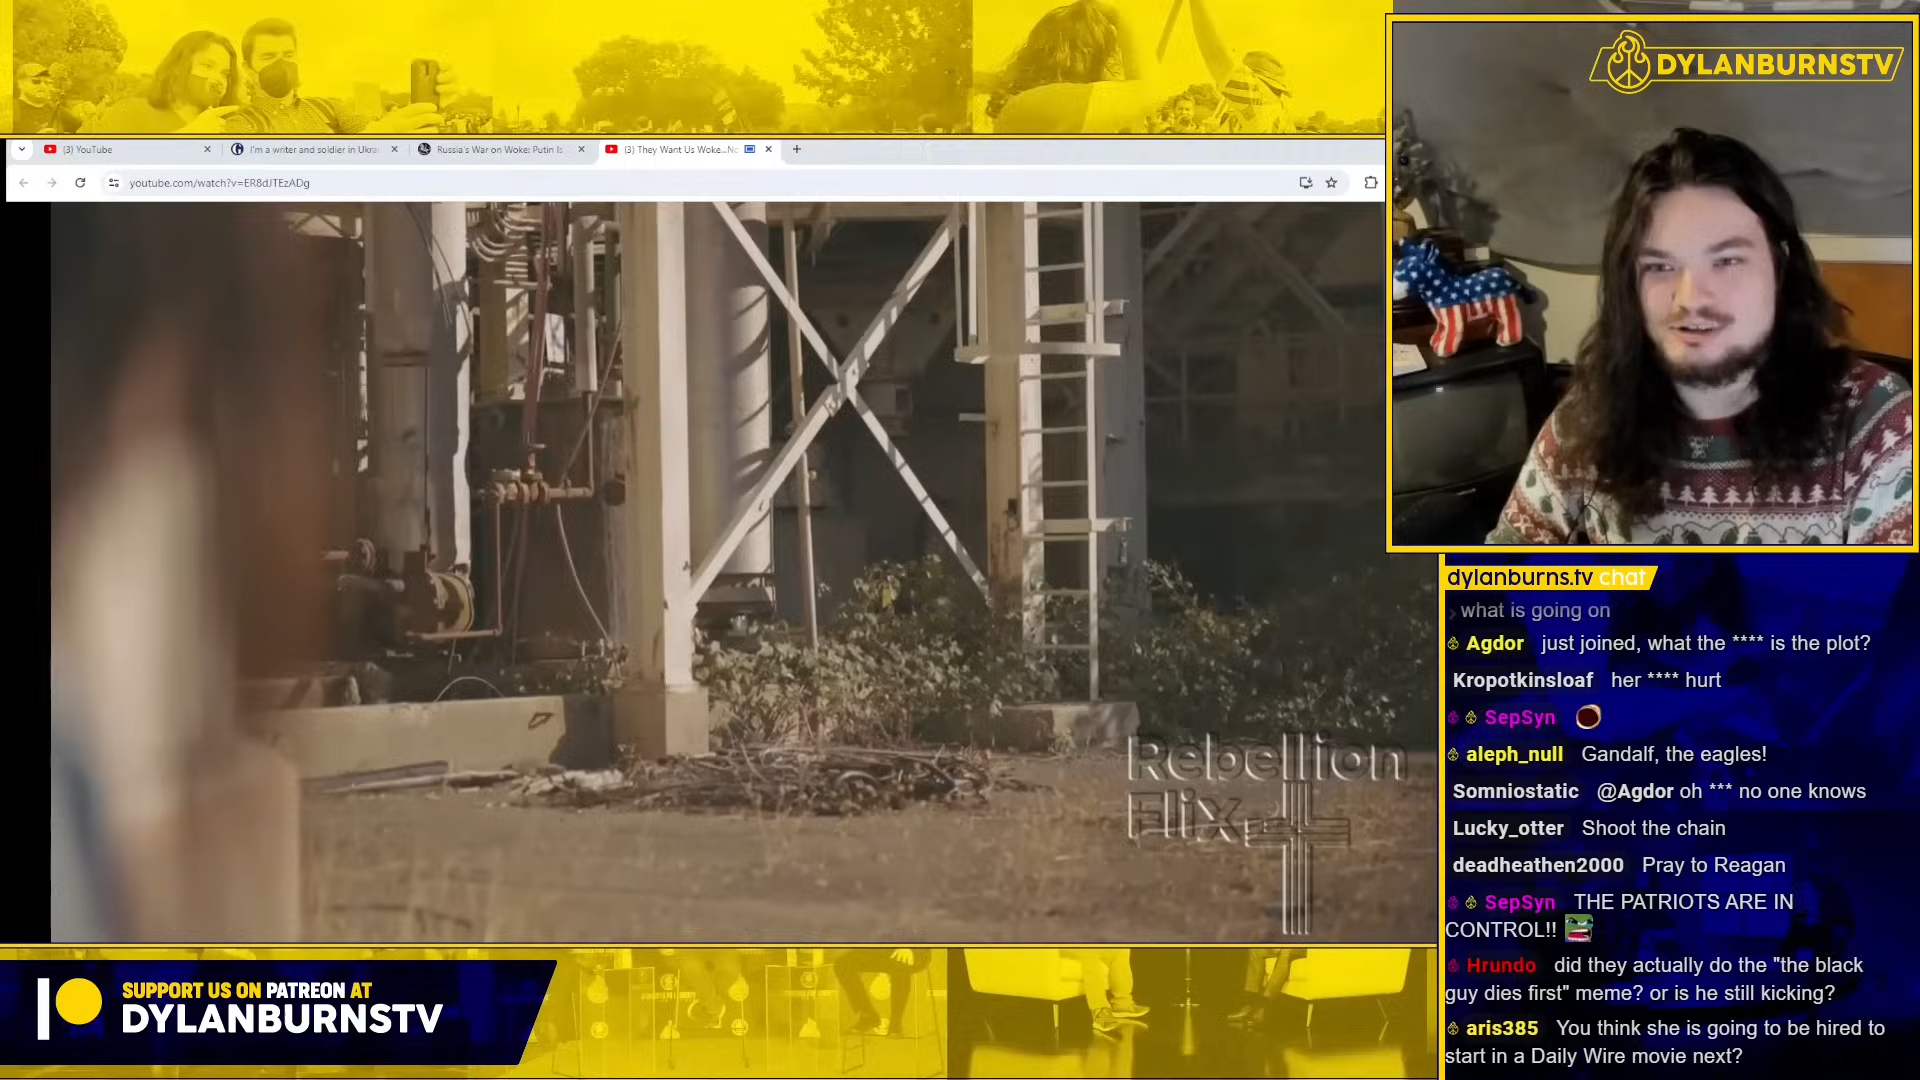 DYLANBURNSTV
(3) YouTube
I'm a writer and soldier in Ukra
Russia's War on Woke: Putin Is
(3) They Want Us Woke...No
youtube.com/watch?v=ER8dJTEzADg
Rebellion
Flix
dylanburns.tv chat
what is going on
Agdor just joined, what the **** is the plot?
Kropotkinsloaf her **** hurt
SepSyn
aleph_null Gandalf, the eagles!
Somniostatic @Agdor oh *** no one knows
Lucky_otter Shoot the chain
deadheathen2000 Pray to Reagan
SepSyn THE PATRIOTS ARE IN
CONTROL!!
Hrundo did they actually do the "the black
guy dies first" meme? or is he still kicking?
aris385 You think she is going to be hired to
start in a Daily Wire movie next?
SUPPORT US ON PATREON AT
DYLANBURNSTV